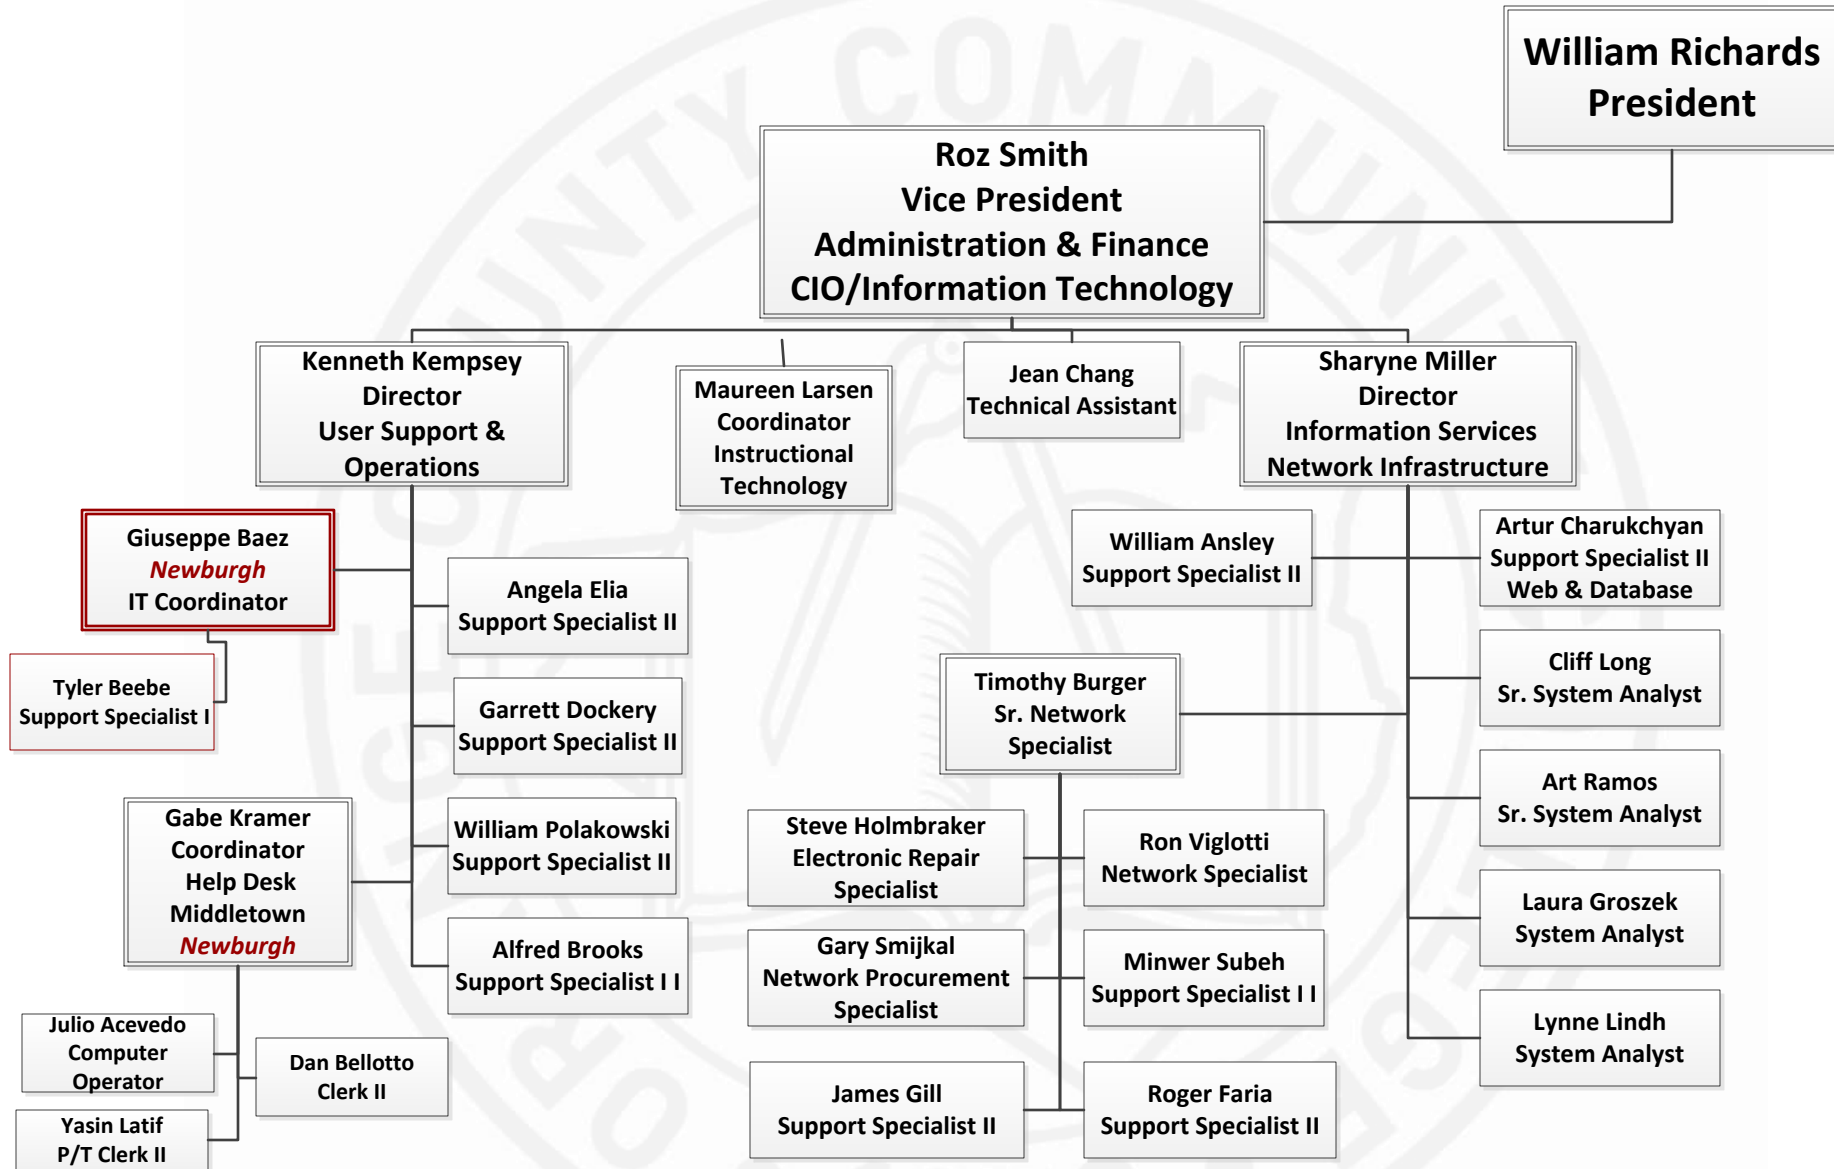 William Richards
President
Roz Smith
Vice President
Administration & Finance
CIO/Information Technology
Kenneth Kempsey
Director
User Support &
Operations
Maureen Larsen
Coordinator
Instructional
Technology
Jean Chang
Technical Assistant
Sharyne Miller
Director
Information Services
Network Infrastructure
Giuseppe Baez
Newburgh
IT Coordinator
Tyler Beebe
Support Specialist I
Angela Elia
Support Specialist II
Garrett Dockery
Support Specialist II
William Polakowski
Support Specialist II
Alfred Brooks
Support Specialist I I
Gabe Kramer
Coordinator
Help Desk
Middletown
Newburgh
Julio Acevedo
Computer
Operator
Dan Bellotto
Clerk II
Yasin Latif
P/T Clerk II
William Ansley
Support Specialist II
Artur Charukchyan
Support Specialist II
Web & Database
Cliff Long
Sr. System Analyst
Timothy Burger
Sr. Network
Specialist
Art Ramos
Sr. System Analyst
Laura Groszek
System Analyst
Lynne Lindh
System Analyst
Steve Holmbraker
Electronic Repair
Specialist
Ron Viglotti
Network Specialist
Gary Smijkal
Network Procurement
Specialist
Minwer Subeh
Support Specialist I I
James Gill
Support Specialist II
Roger Faria
Support Specialist II